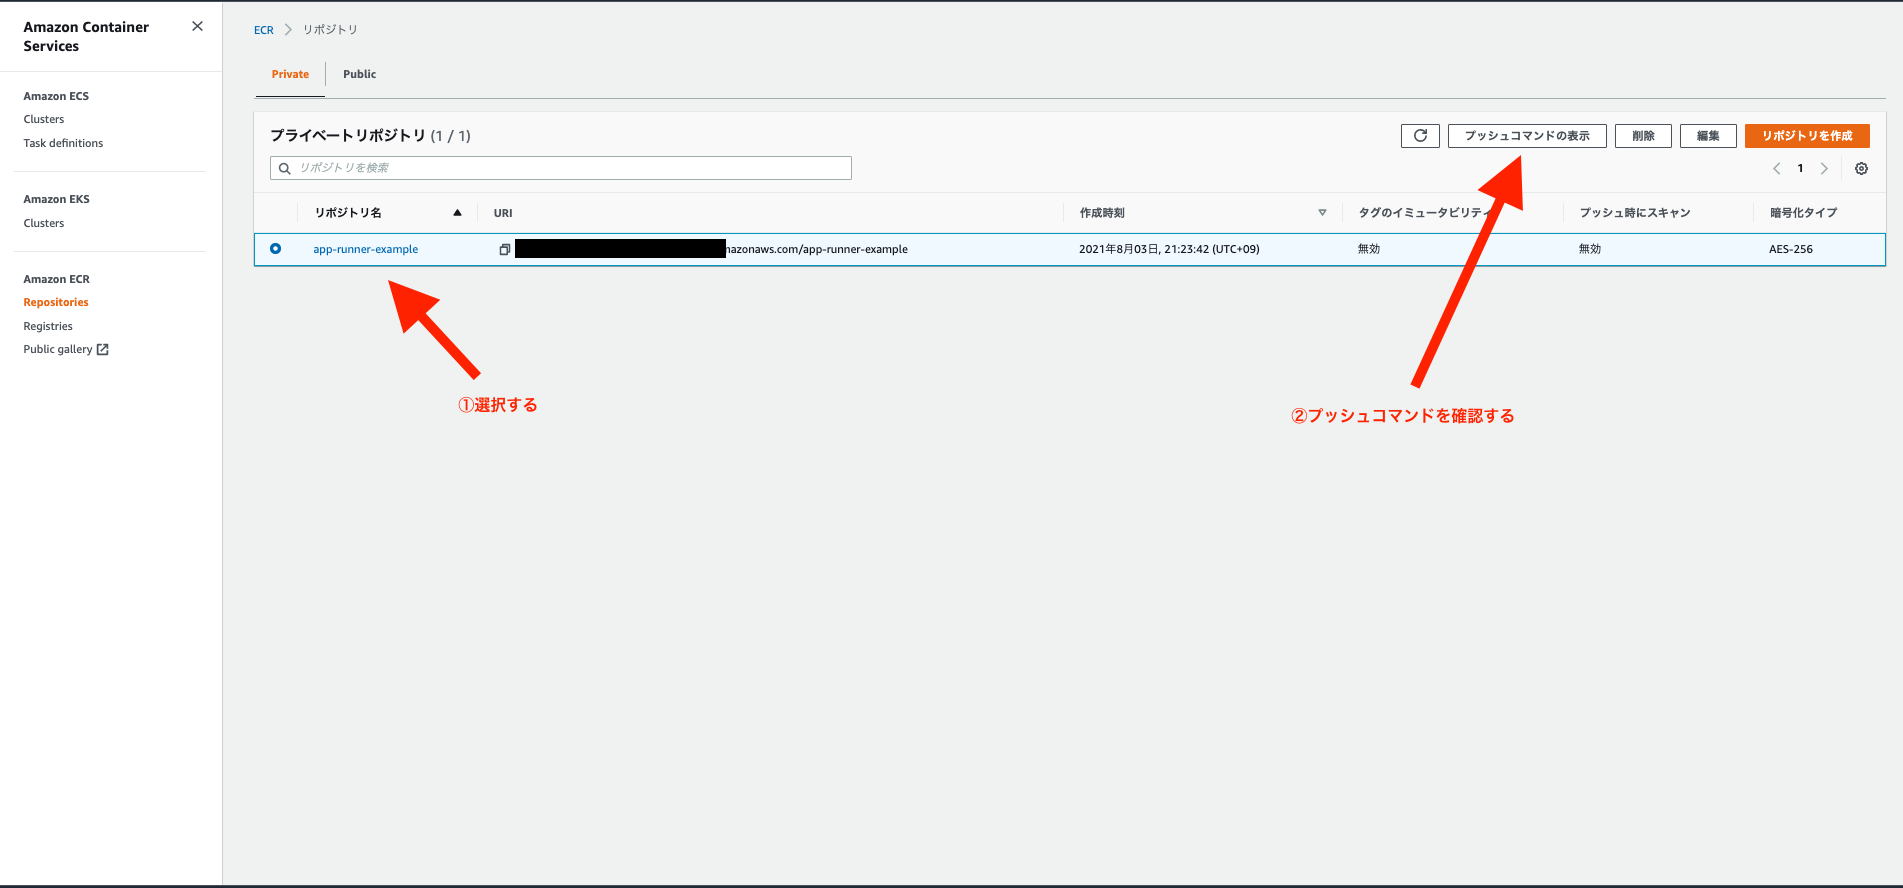 Amazon Container
Services
Amazon ECS
Clusters
Task definitions
Amazon EKS
Clusters
Amazon ECR
Repositories
Registries
Public gallery
ECR リポジトリ
Private Public
プライベートリポジトリ (1 / 1)
プッシュコマンドの表示 削除 編集 リポジトリを作成
リポジトリを検索
1
リポジトリ名 URI 作成時刻 タグのイミュータビリティ プッシュ時にスキャン 暗号化タイプ
app-runner-example mazonaws.com/app-runner-example 2021年8月03日, 21:23:42 (UTC+09) 無効 無効 AES-256
①選択する
②プッシュコマンドを確認する